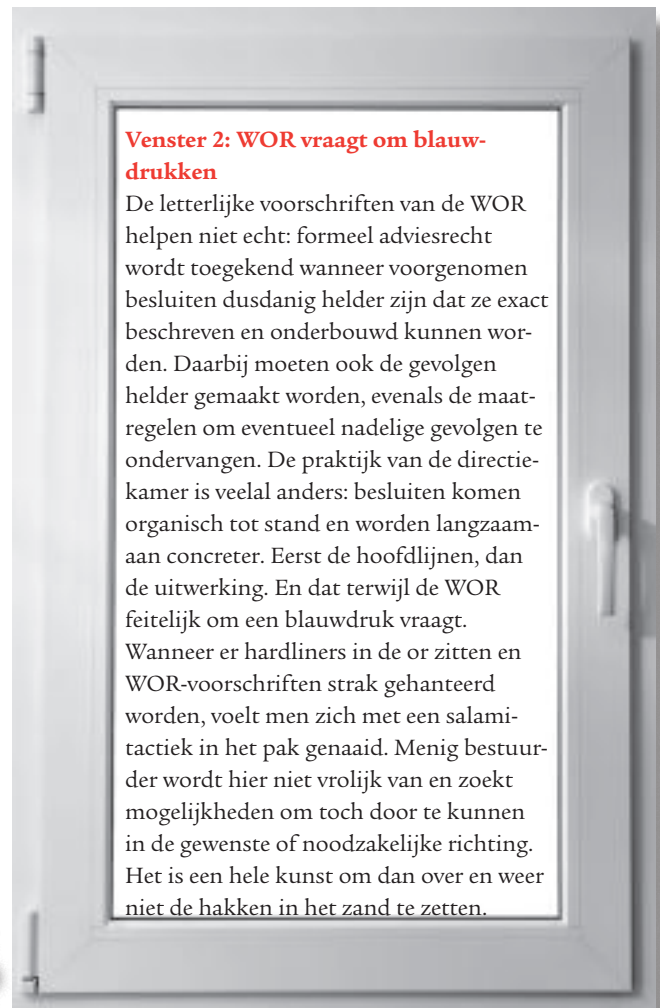 Venster 2: WOR vraagt om blauw-
drukken
De letterlijke voorschriften van de WOR
helpen niet echt: formeel adviesrecht
wordt toegekend wanneer voorgenomen
besluiten dusdanig helder zijn dat ze exact
beschreven en onderbouwd kunnen wor-
den. Daarbij moeten ook de gevolgen
helder gemaakt worden, evenals de maat-
regelen om eventueel nadelige gevolgen te
ondervangen. De praktijk van de directie-
kamer is veelal anders: besluiten komen
organisch tot stand en worden langzaam-
aan concreter. Eerst de hoofdlijnen, dan
de uitwerking. En dat terwijl de WOR
feitelijk om een blauwdruk vraagt.
Wanneer er hardliners in de or zitten en
WOR-voorschriften strak gehanteerd
worden, voelt men zich met een salami-
tactiek in het pak genaaid. Menig bestuur-
der wordt hier niet vrolijk van en zoekt
mogelijkheden om toch door te kunnen
in de gewenste of noodzakelijke richting.
Het is een hele kunst om dan over en weer
niet de hakken in het zand te zetten.